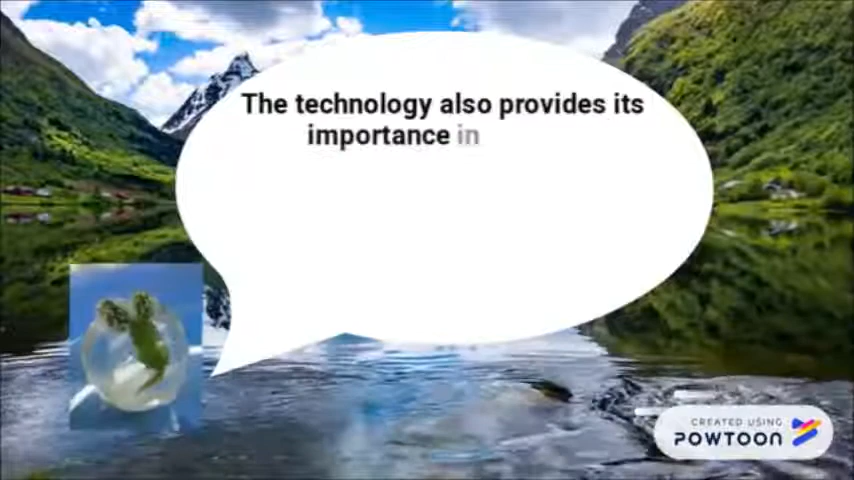 The technology also provides its
importance in
CREATED USING
POWTOON